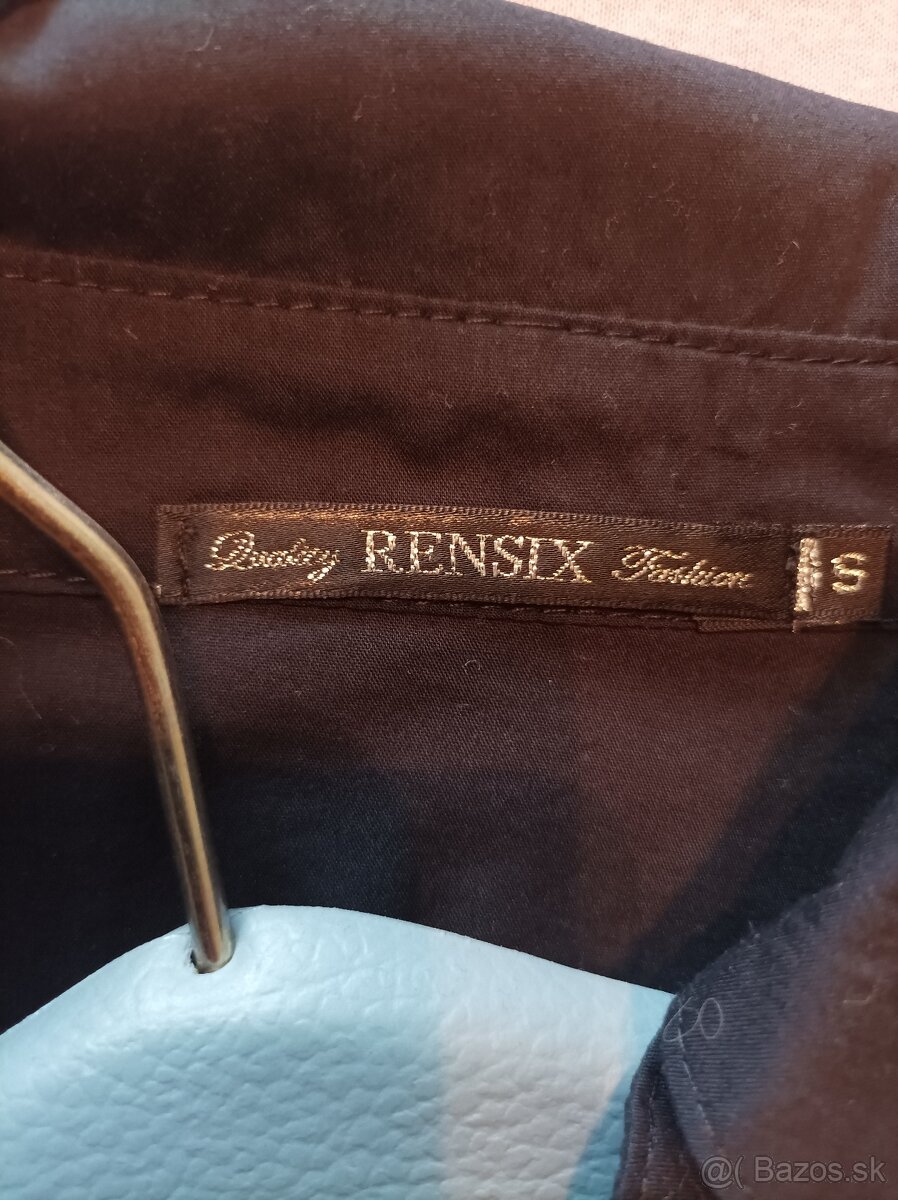 Quality RENSIX Fashion S
@( Bazos.sk